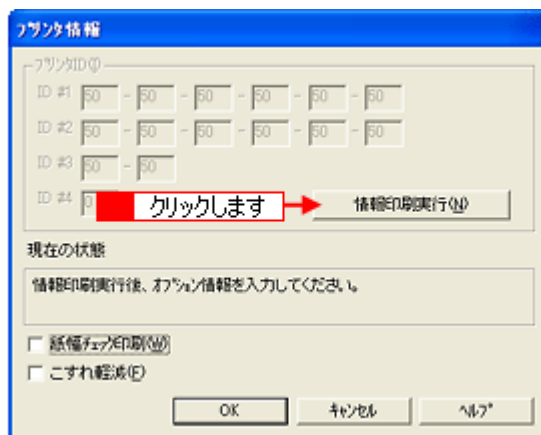 プリンタ情報
プリンタID(I)
ID #1 50 - 50 - 50 - 50 - 50 - 50
ID #2 50 - 50 - 50 - 50 - 50 - 50
ID #3 50 - 50
ID #4 0 クリックします 情報印刷実行(N)
現在の状態
情報印刷実行後、オプション情報を入力してください。
紙幅チェック印刷(W)
こすれ軽減(F)
OK キャンセル ヘルプ